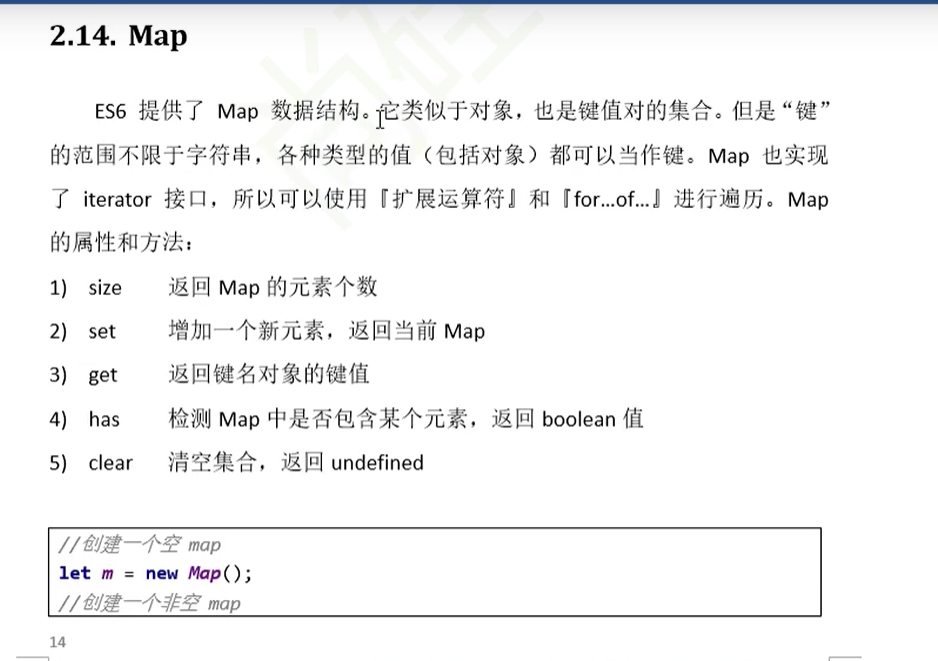 2.14. Map
ES6 提供了 Map 数据结构。它类似于对象，也是键值对的集合。但是“键”
的范围不限于字符串，各种类型的值（包括对象）都可以当作键。Map 也实现
了 iterator 接口，所以可以使用『扩展运算符』和『for…of…』进行遍历。Map
的属性和方法：
1) size 返回 Map 的元素个数
2) set 增加一个新元素，返回当前 Map
3) get 返回键名对象的键值
4) has 检测 Map 中是否包含某个元素，返回 boolean 值
5) clear 清空集合，返回 undefined
//创建一个空 map
let m = new Map();
//创建一个非空 map
14